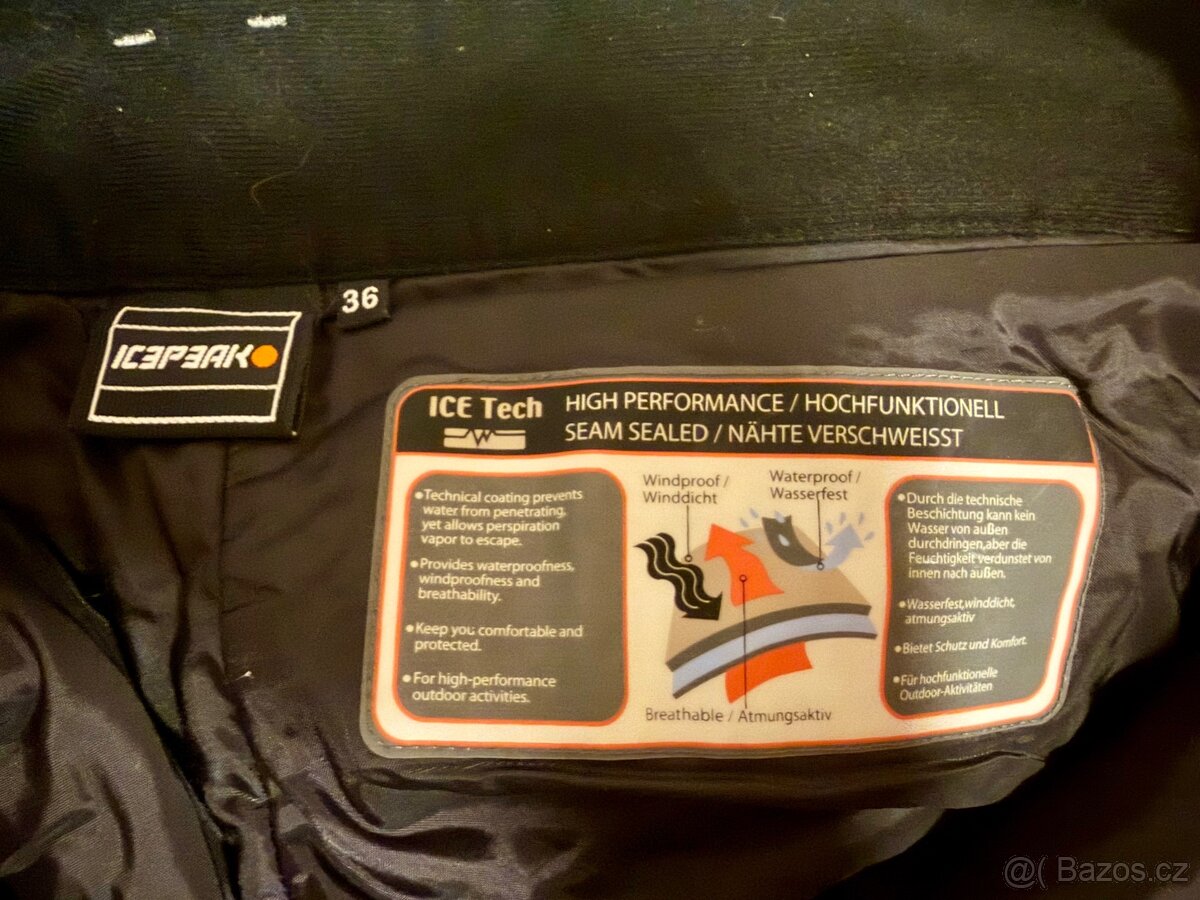 ICEPEAK
36
ICE Tech
HIGH PERFORMANCE / HOCHFUNKTIONELL
SEAM SEALED / NÄHTE VERSCHWEISST
•Technical coating prevents
water from penetrating,
yet allows perspiration
vapor to escape.
•Provides waterproofness,
windproofness and
breathability.
•Keep you comfortable and
protected.
•For high-performance
outdoor activities.
Windproof /
Winddicht
Waterproof /
Wasserfest
Breathable / Atmungsaktiv
•Durch die technische
Beschichtung kann kein
Wasser von außen
durchdringen,aber die
Feuchtigkeit verdunstet von
innen nach außen.
•Wasserfest,winddicht,
atmungsaktiv
•Bietet Schutz und Komfort.
•Für hochfunktionelle
Outdoor-Aktivitäten
@( Bazos.cz